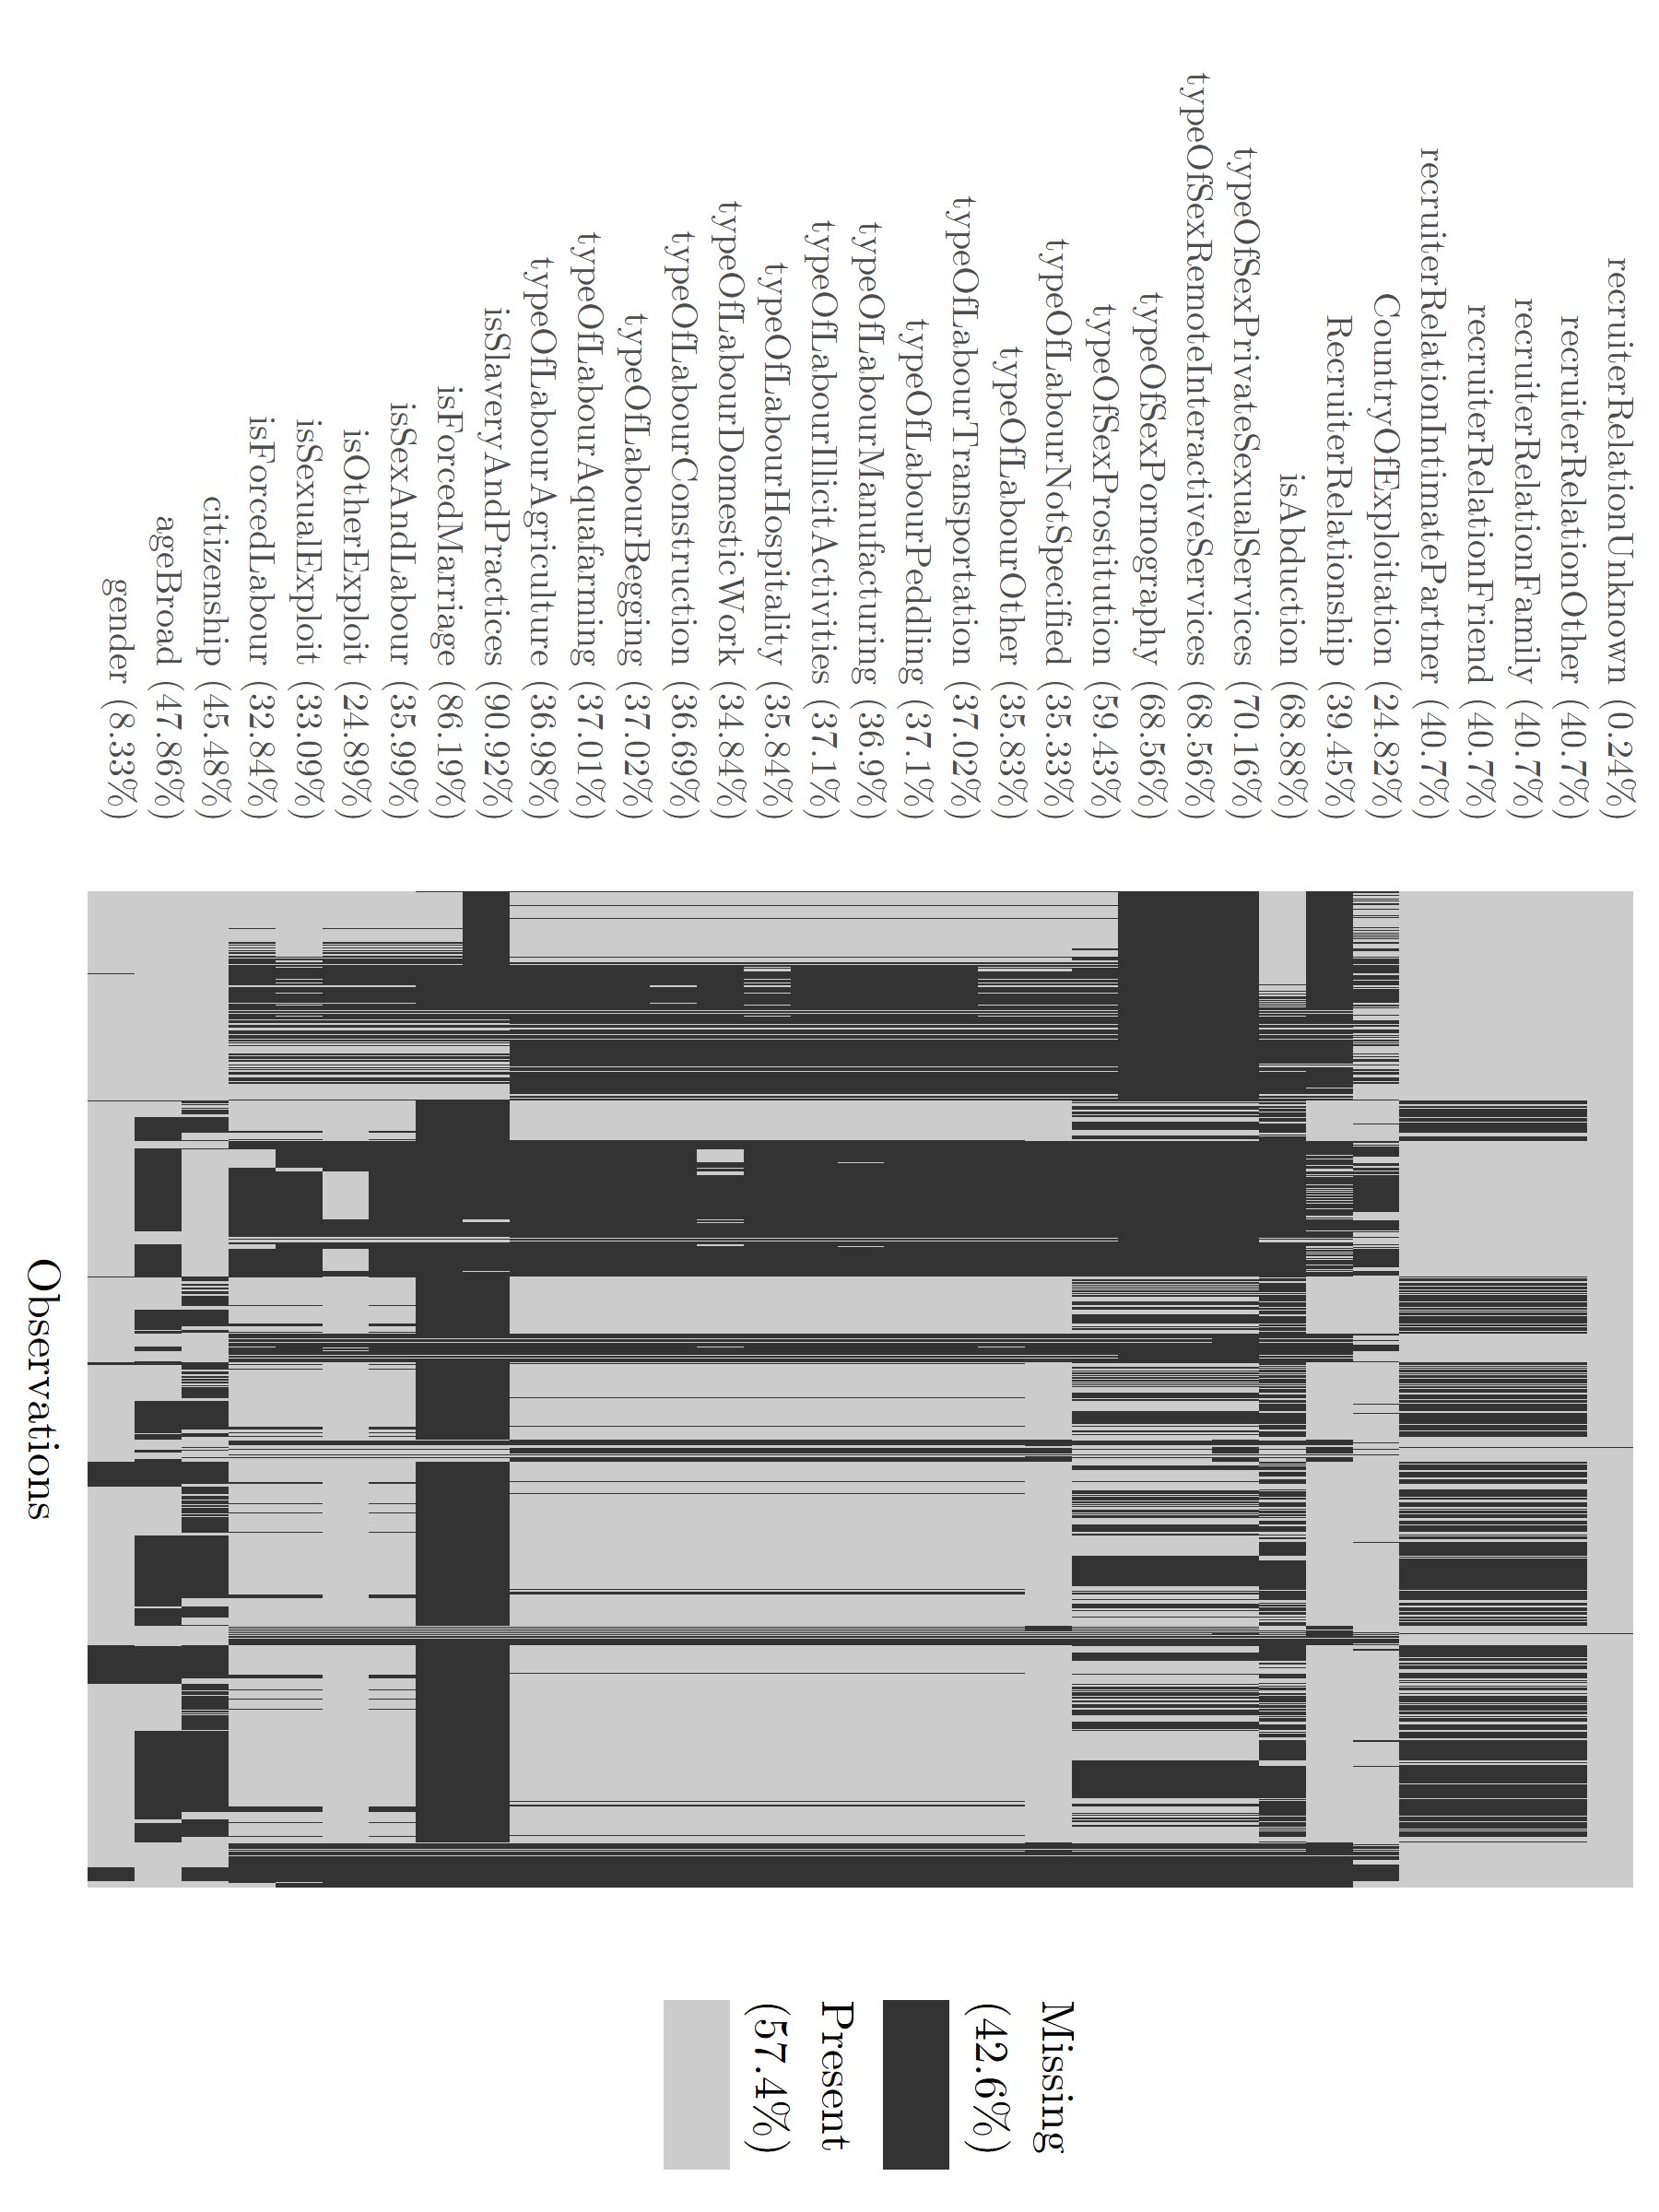 recruiterRelationUnknown (0.24%)
recruiterRelationOther (40.7%)
recruiterRelationFamily (40.7%)
recruiterRelationFriend (40.7%)
recruiterRelationIntimatePartner (40.7%)
CountryOfExploitation (24.82%)
RecruiterRelationship (39.45%)
isAbduction (68.88%)
typeOfSexPrivateSexualServices (70.16%)
typeOfSexRemoteInteractiveServices (68.56%)
typeOfSexPornography (68.56%)
typeOfSexProstitution (59.43%)
typeOfLabourNotSpecified (35.33%)
typeOfLabourOther (35.83%)
typeOfLabourTransportation (37.02%)
typeOfLabourPeddling (37.1%)
typeOfLabourManufacturing (36.9%)
typeOfLabourIllicitActivities (37.1%)
typeOfLabourHospitality (35.84%)
typeOfLabourDomesticWork (34.84%)
typeOfLabourConstruction (36.69%)
typeOfLabourBegging (37.02%)
typeOfLabourAquafarming (37.01%)
typeOfLabourAgriculture (36.98%)
isSlaveryAndPractices (90.92%)
isForcedMarriage (86.19%)
isSexAndLabour (35.99%)
isOtherExploit (24.89%)
isSexualExploit (33.09%)
isForcedLabour (32.84%)
citizenship (45.48%)
ageBroad (47.86%)
gender (8.33%)
Observations
Missing
(42.6%)
Present
(57.4%)